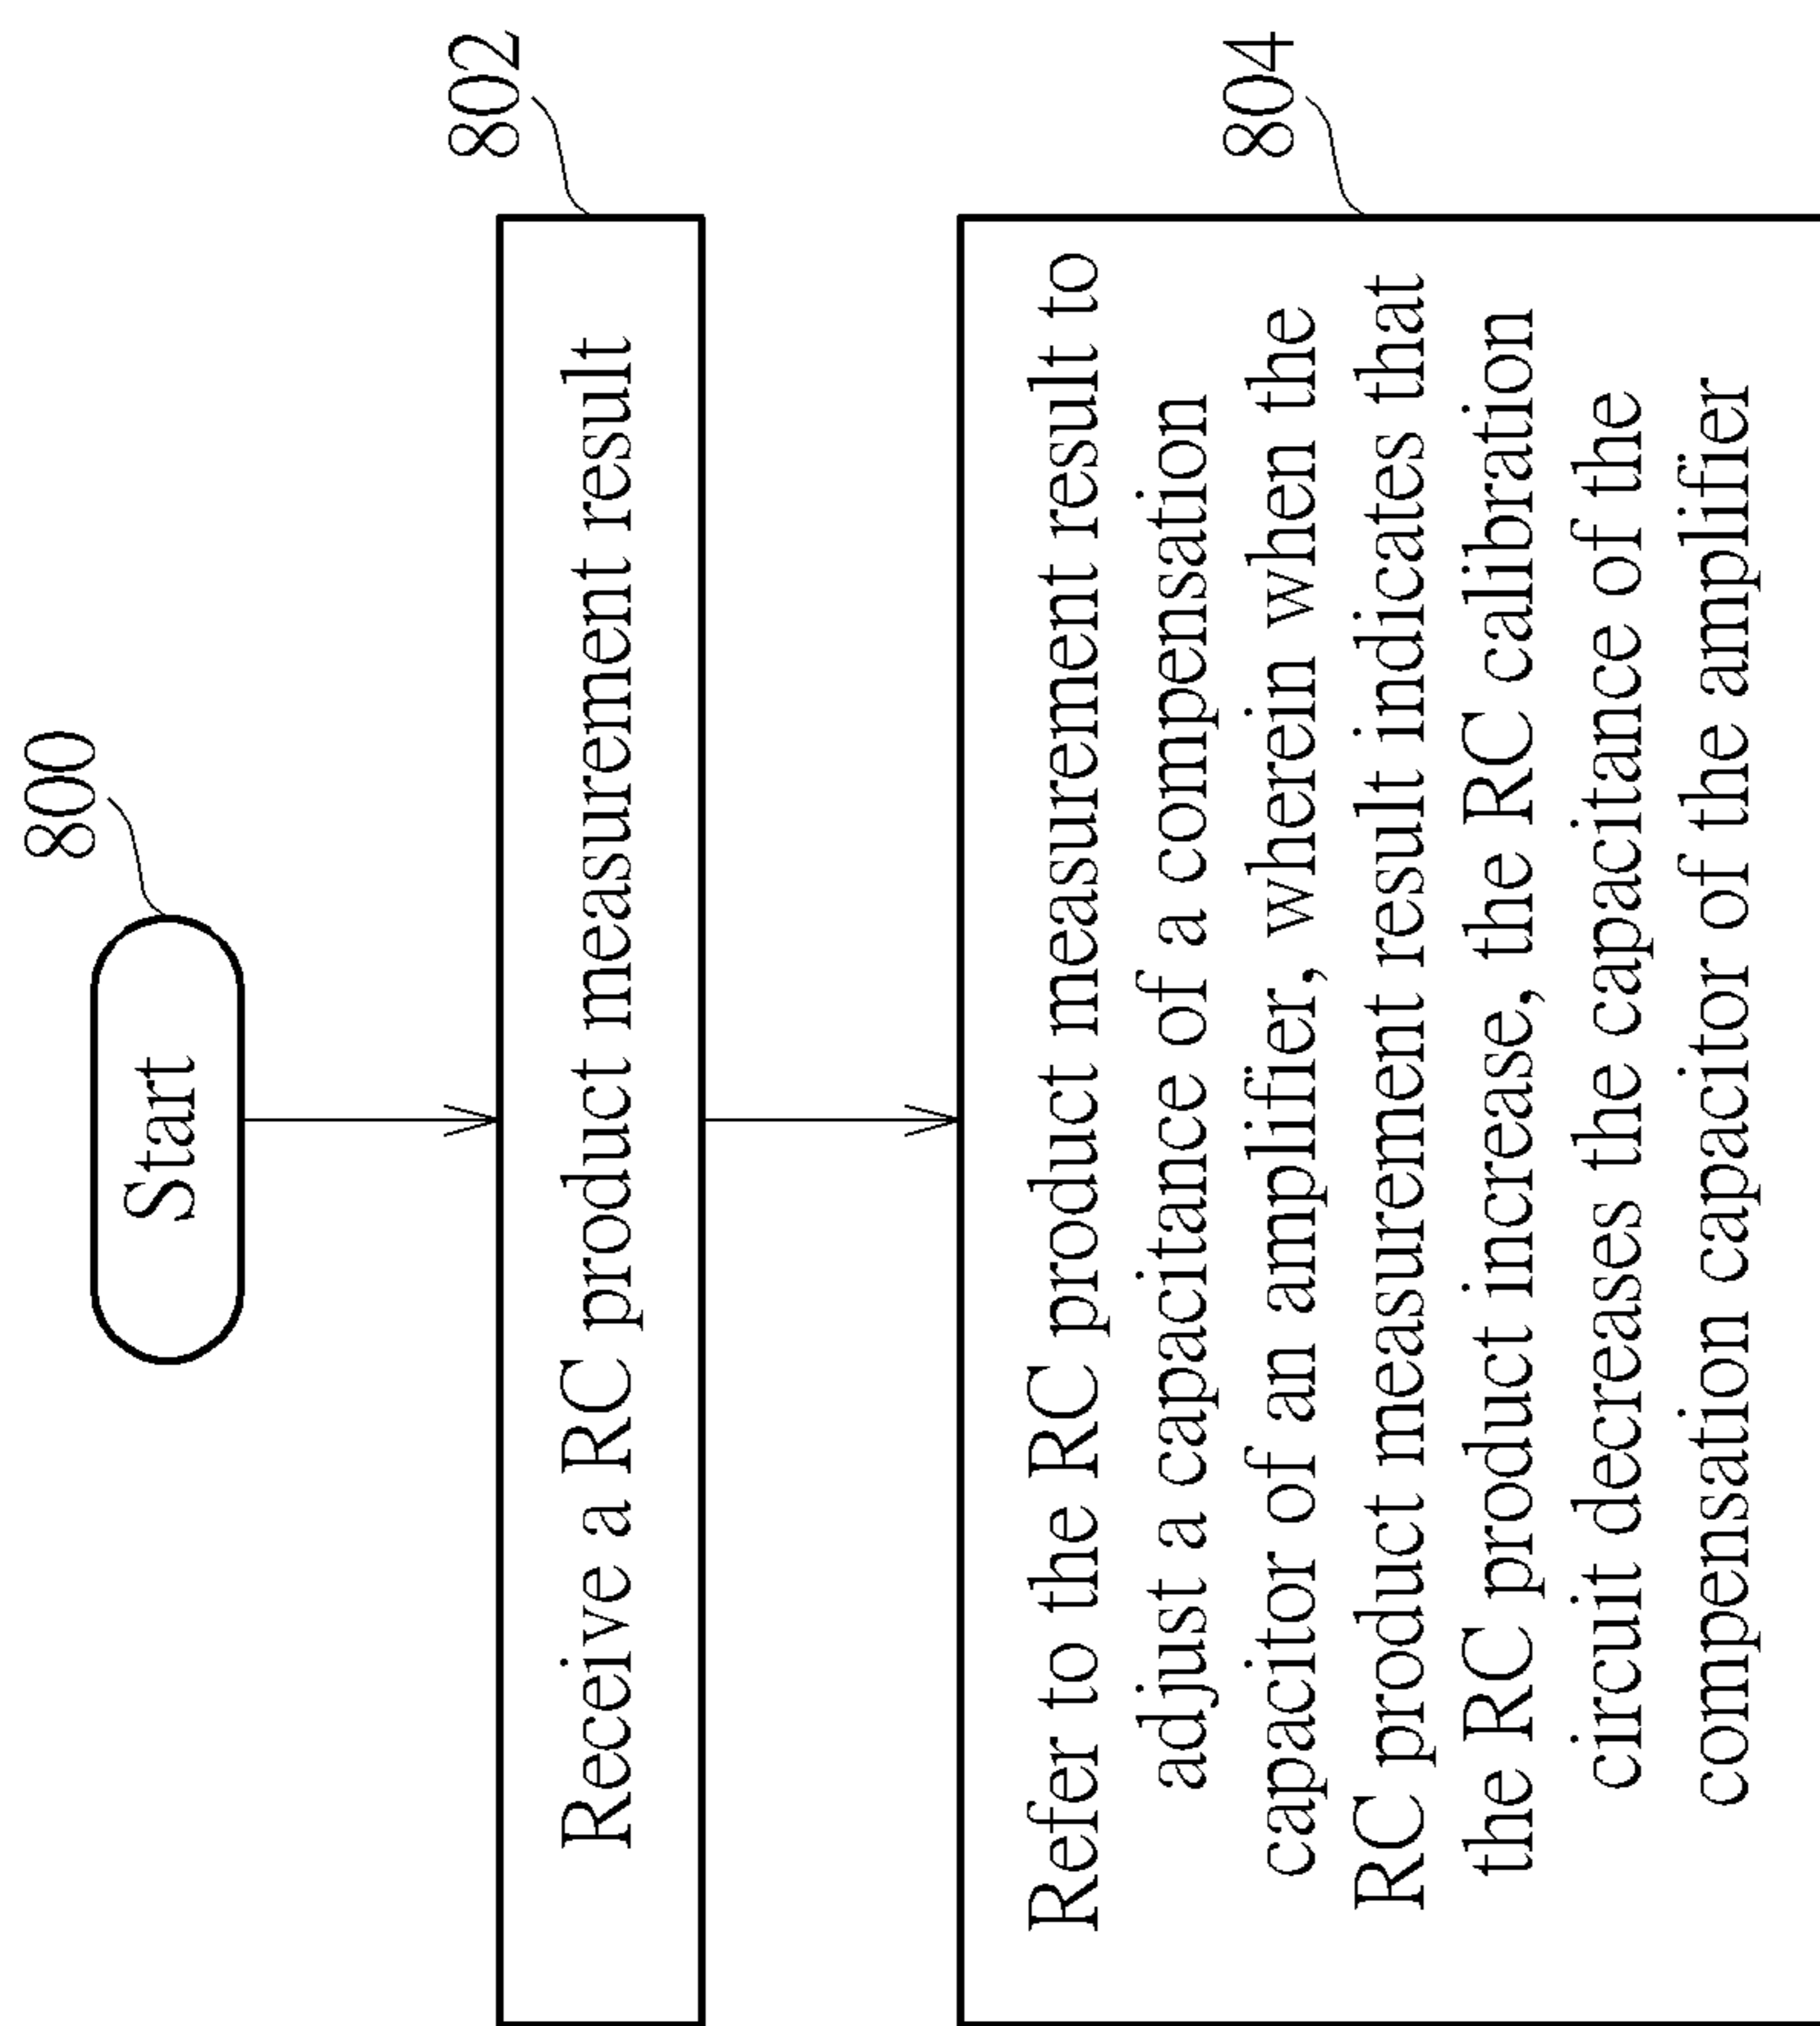 800
Start
802
Receive a RC product measurement result
804
Refer to the RC product measurement result to
adjust a capacitance of a compensation
capacitor of an amplifier, wherein when the
RC product measurement result indicates that
the RC product increase, the RC calibration
circuit decreases the capacitance of the
compensation capacitor of the amplifier